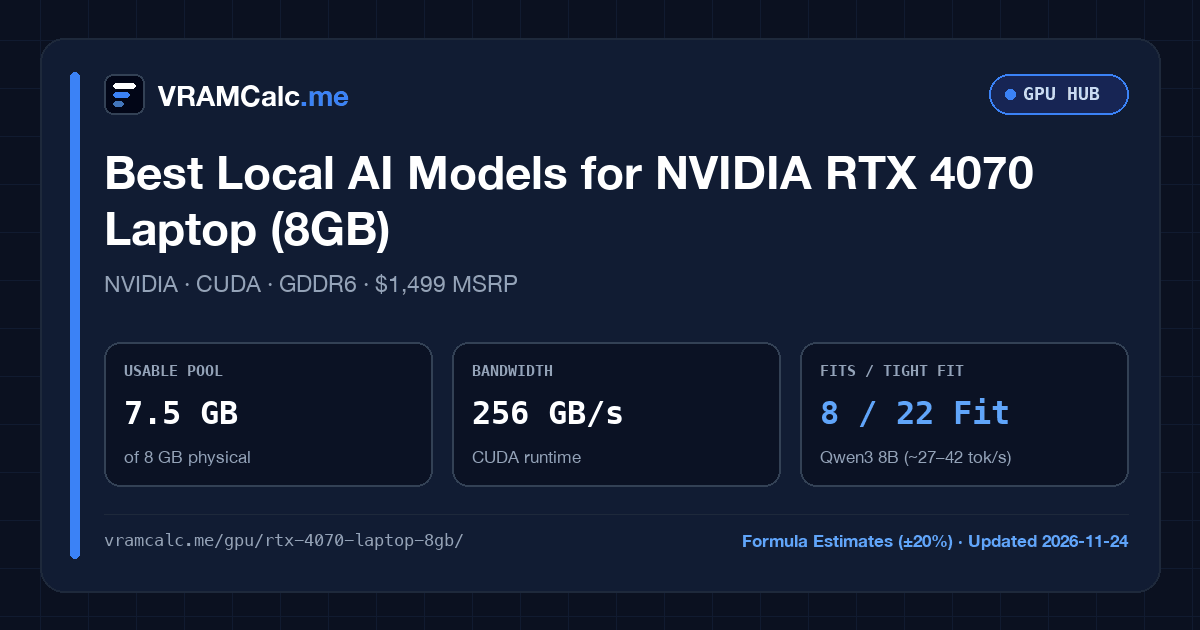 VRAMCalc.me
GPU HUB
Best Local AI Models for NVIDIA RTX 4070
Laptop (8GB)
NVIDIA · CUDA · GDDR6 · $1,499 MSRP
USABLE POOL
7.5 GB
of 8 GB physical
BANDWIDTH
256 GB/s
CUDA runtime
FITS / TIGHT FIT
8 / 22 Fit
Qwen3 8B (~27–42 tok/s)
vramcalc.me/gpu/rtx-4070-laptop-8gb/
Formula Estimates (±20%) · Updated 2026-11-24